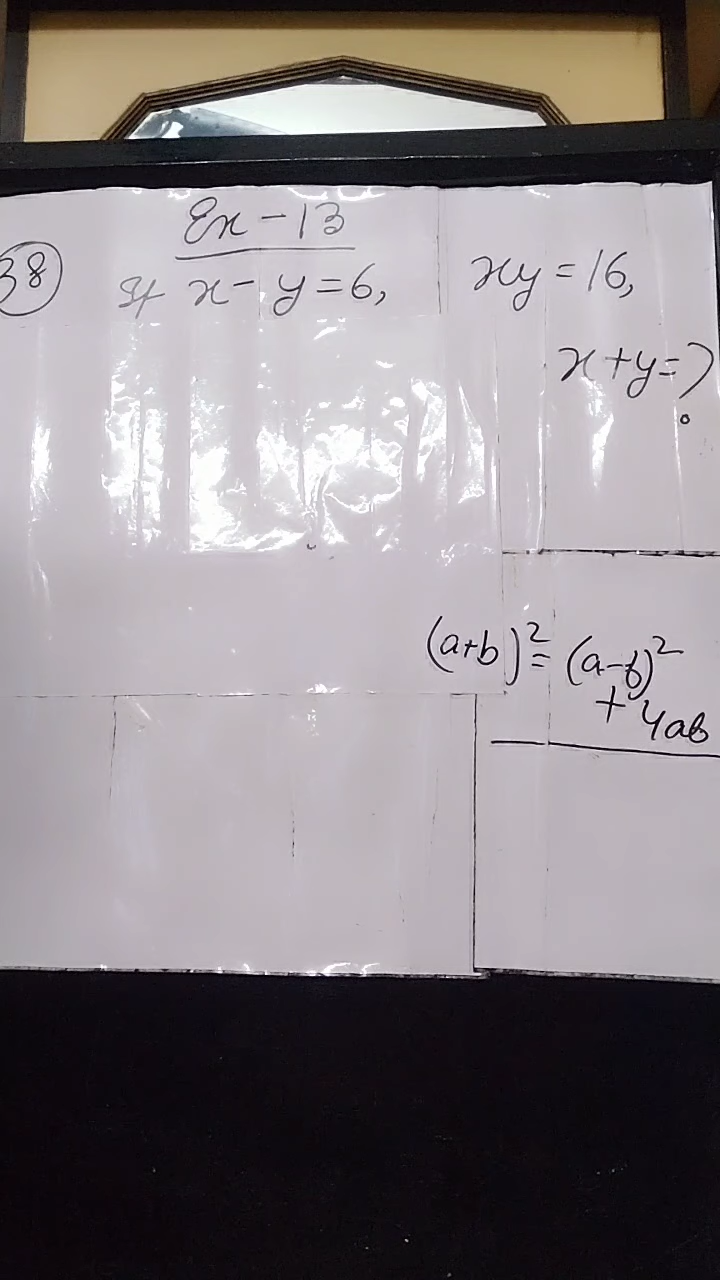 Ex - 13
38 If x - y = 6, xy = 16,
x + y = ?
(a+b)² = (a-b)²
+ 4ab